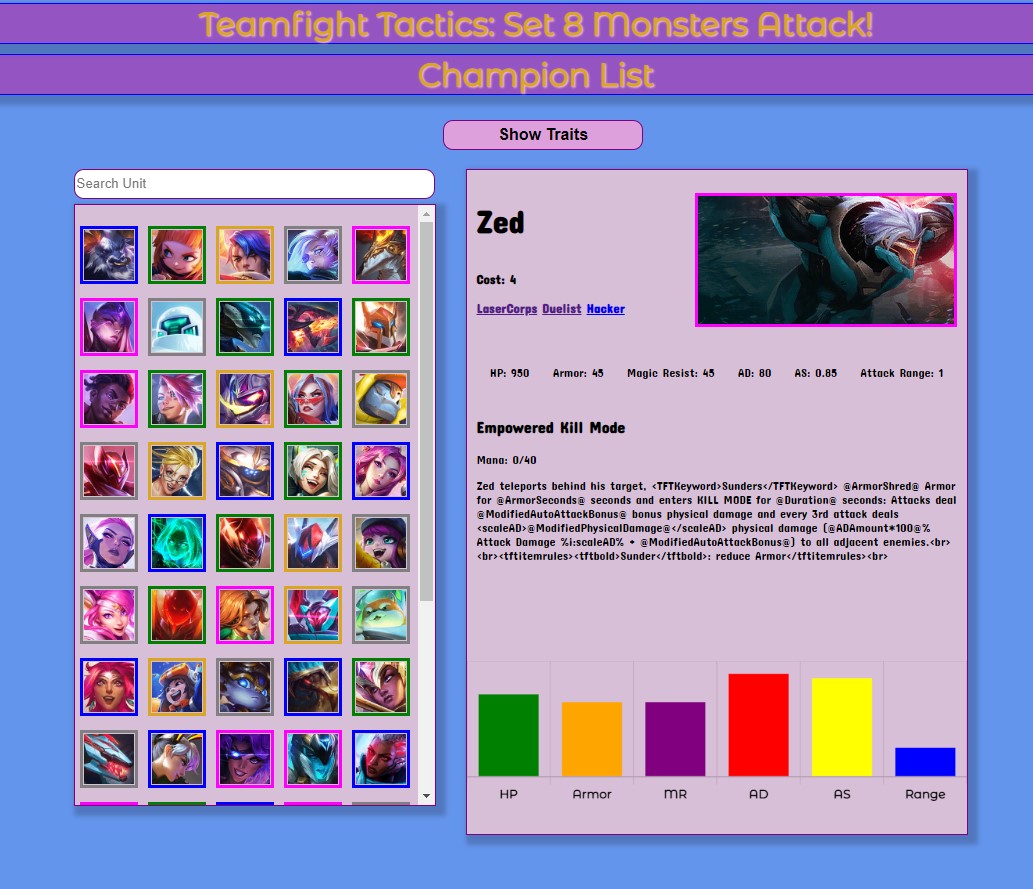 Teamfight Tactics: Set 8 Monsters Attack!
Champion List
Show Traits
Search Unit
Zed
Cost: 4
LaserCorps Duelist Hacker
HP: 950 Armor: 45 Magic Resist: 45 AD: 80 AS: 0.85 Attack Range: 1
Empowered Kill Mode
Mana: 0/40
Zed teleports behind his target, <TFTKeyword>Sunders</TFTKeyword> @ArmorShred@ Armor
for @ArmorSeconds@ seconds and enters KILL MODE for @Duration@ seconds: Attacks deal
@ModifiedAutoAttackBonus@ bonus physical damage and every 3rd attack deals
<scaleAD>@ModifiedPhysicalDamage@</scaleAD> physical damage (@ADAmount*100@%
Attack Damage %i:scaleAD% + @ModifiedAutoAttackBonus@) to all adjacent enemies.<br>
<br><tftitemrules><tftbold>Sunder</tftbold>: reduce Armor</tftitemrules><br>
HP Armor MR AD AS Range